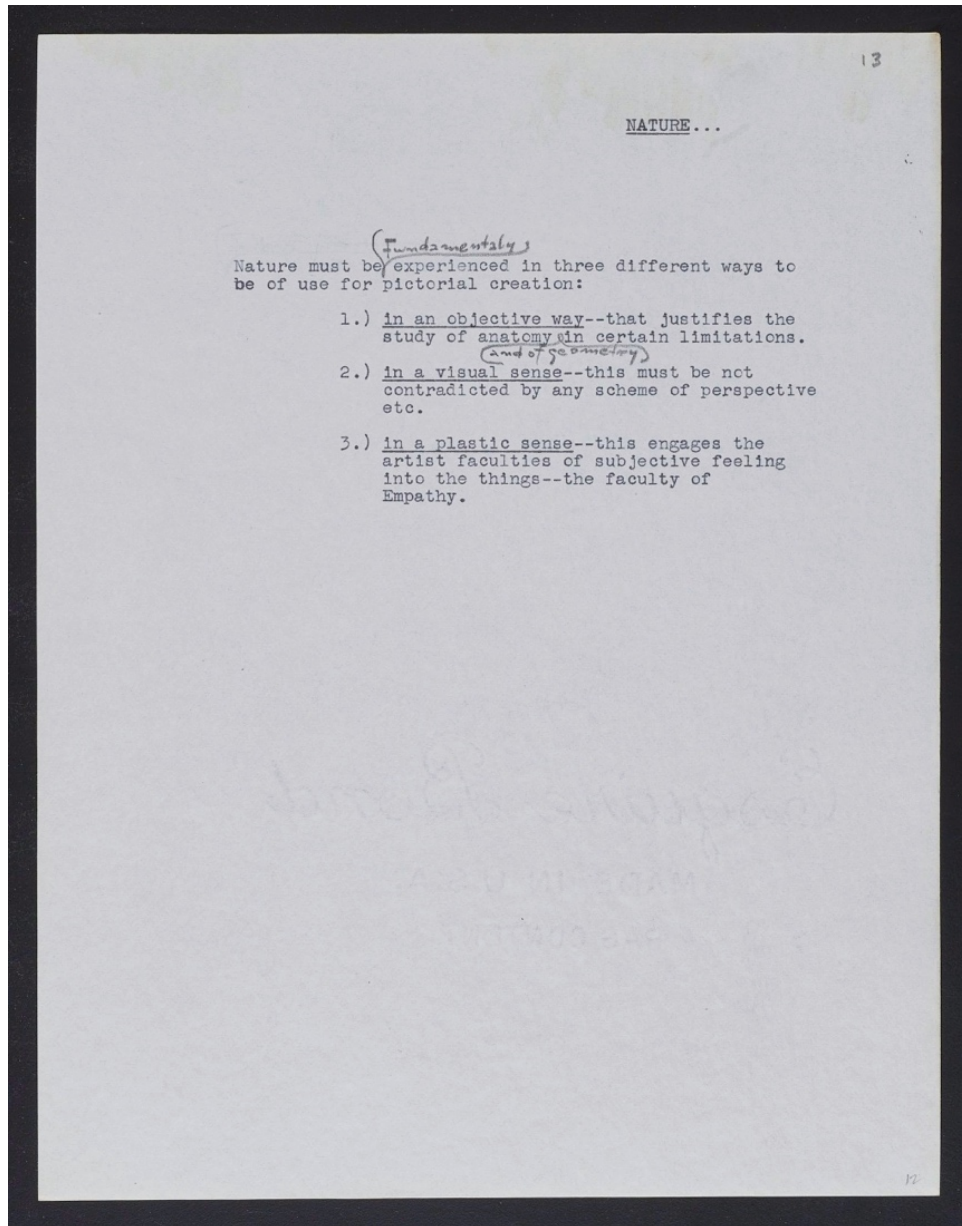 13
NATURE...
Fundamentaly
Nature must be experienced in three different ways to
be of use for pictorial creation:
1.) in an objective way--that justifies the
study of anatomy in certain limitations.
and of geometry
2.) in a visual sense--this must be not
contradicted by any scheme of perspective
etc.
3.) in a plastic sense--this engages the
artist faculties of subjective feeling
into the things--the faculty of
Empathy.
MADE IN U.S.A.
12